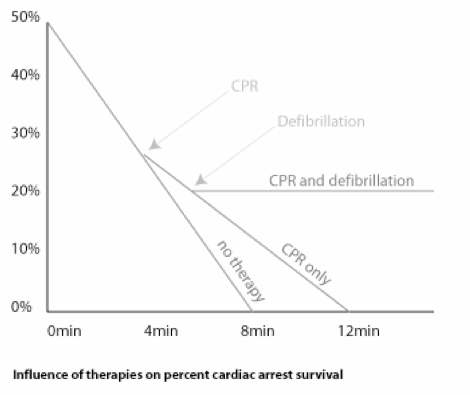 50%
40%
CPR
30%
Defibrillation
20%
CPR and defibrillation
10%
no therapy
CPR only
0%
0min 4min 8min 12min
Influence of therapies on percent cardiac arrest survival